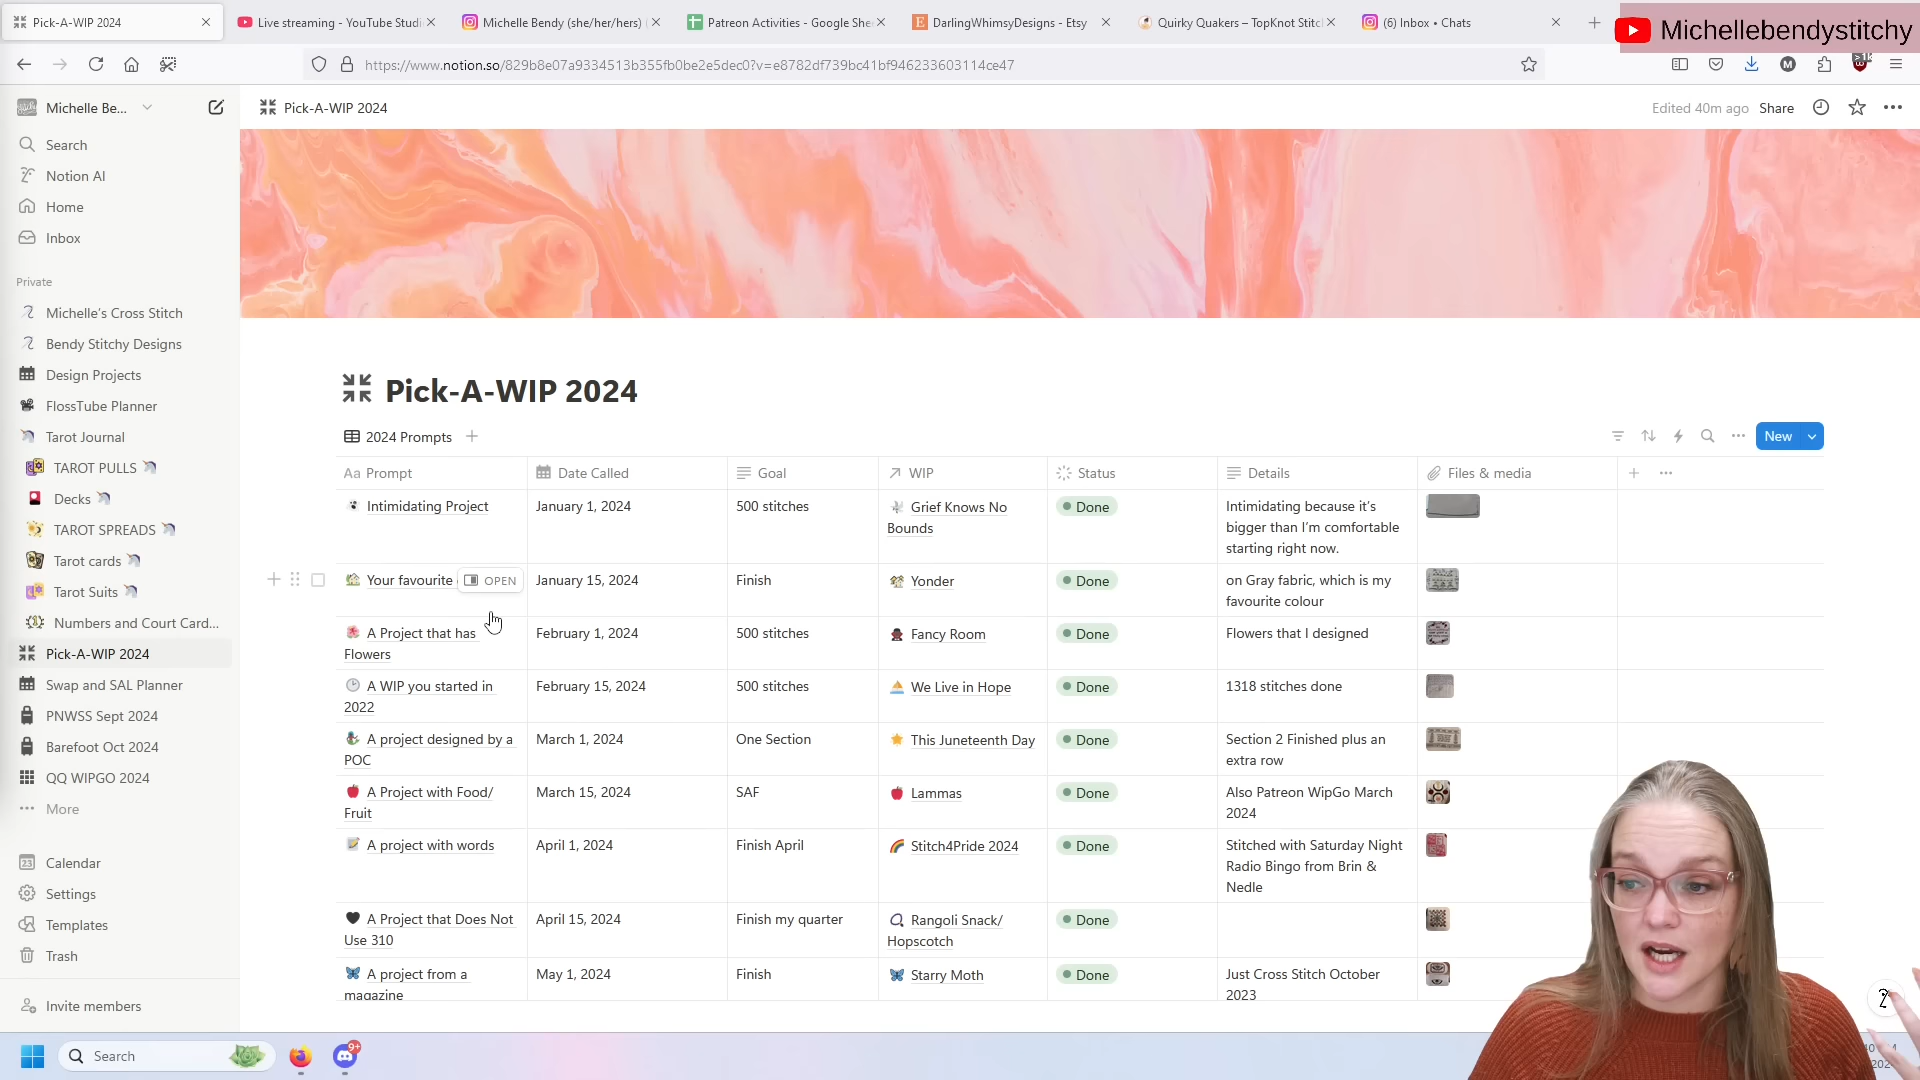 Pick-A-WIP 2024
Live streaming - YouTube Studi
Michelle Bendy (she/her/hers) (
Patreon Activities - Google She
DarlingWhimsyDesigns - Etsy
Quirky Quakers – TopKnot Stitc
(6) Inbox • Chats
Michellebendystitchy
https://www.notion.so/829b8e07a9334513b355fb0be2e5dec0?v=e8782df739bc41bf946233603114ce47
M
Michelle Be...
Pick-A-WIP 2024
Edited 40m ago
Share
Search
Notion AI
Home
Inbox
Private
Michelle's Cross Stitch
Bendy Stitchy Designs
Design Projects
FlossTube Planner
Tarot Journal
TAROT PULLS
Decks
TAROT SPREADS
Tarot cards
Tarot Suits
Numbers and Court Card...
Pick-A-WIP 2024
Swap and SAL Planner
PNWSS Sept 2024
Barefoot Oct 2024
QQ WIPGO 2024
More
Calendar
Settings
Templates
Trash
Invite members
Pick-A-WIP 2024
2024 Prompts
New
Aa Prompt
Date Called
Goal
WIP
Status
Details
Files & media
Intimidating Project
January 1, 2024
500 stitches
Grief Knows No
Bounds
Done
Intimidating because it's
bigger than I'm comfortable
starting right now.
Your favourite
OPEN
January 15, 2024
Finish
Yonder
Done
on Gray fabric, which is my
favourite colour
A Project that has
Flowers
February 1, 2024
500 stitches
Fancy Room
Done
Flowers that I designed
A WIP you started in
2022
February 15, 2024
500 stitches
We Live in Hope
Done
1318 stitches done
A project designed by a
POC
March 1, 2024
One Section
This Juneteenth Day
Done
Section 2 Finished plus an
extra row
A Project with Food/
Fruit
March 15, 2024
SAF
Lammas
Done
Also Patreon WipGo March
2024
A project with words
April 1, 2024
Finish April
Stitch4Pride 2024
Done
Stitched with Saturday Night
Radio Bingo from Brin &
Nedle
A Project that Does Not
Use 310
April 15, 2024
Finish my quarter
Rangoli Snack/
Hopscotch
Done
A project from a
magazine
May 1, 2024
Finish
Starry Moth
Done
Just Cross Stitch October
2023
Search
9+